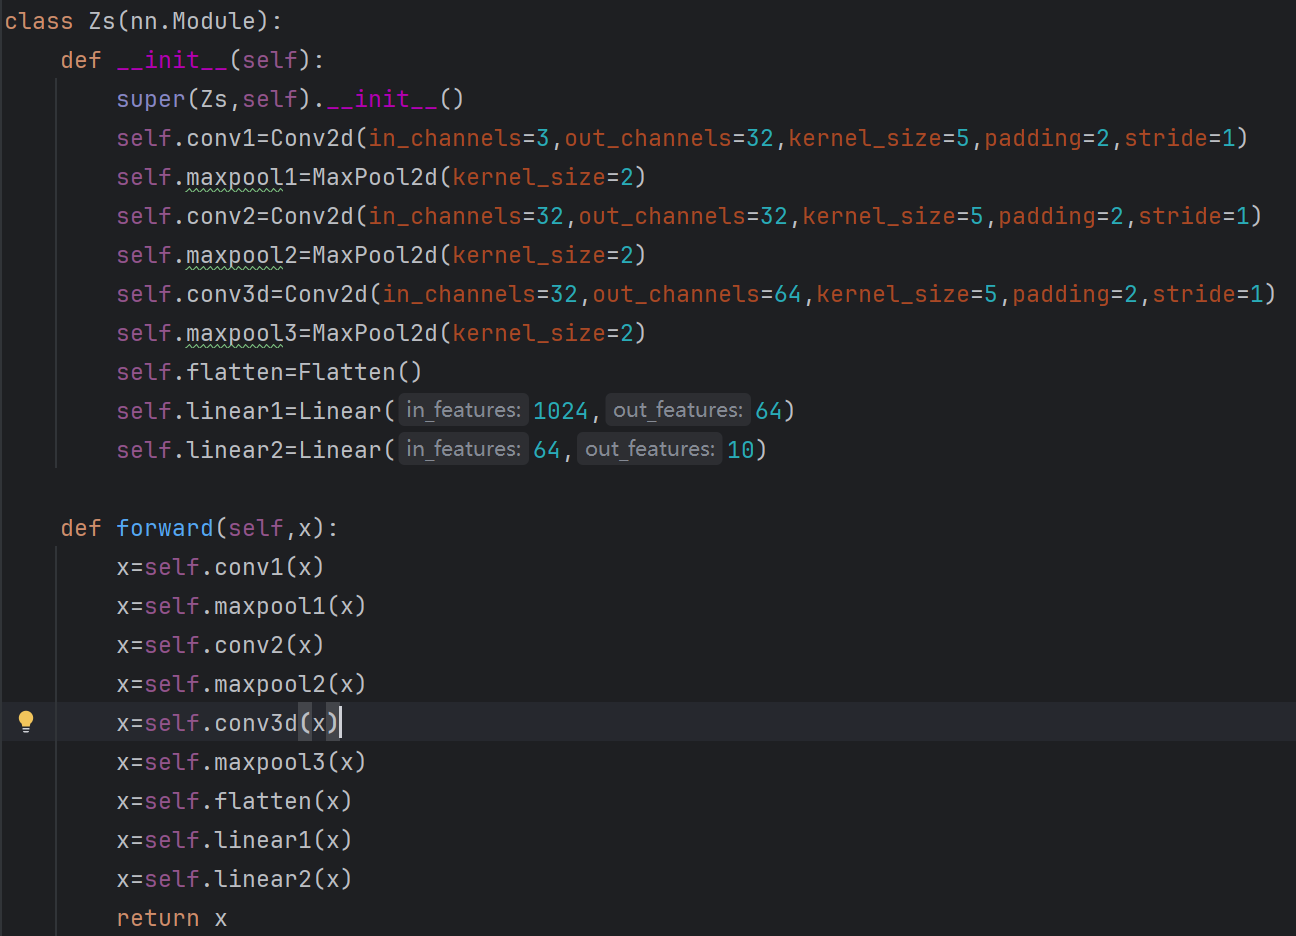 class Zs(nn.Module):
    def __init__(self):
        super(Zs,self).__init__()
        self.conv1=Conv2d(in_channels=3,out_channels=32,kernel_size=5,padding=2,stride=1)
        self.maxpool1=MaxPool2d(kernel_size=2)
        self.conv2=Conv2d(in_channels=32,out_channels=32,kernel_size=5,padding=2,stride=1)
        self.maxpool2=MaxPool2d(kernel_size=2)
        self.conv3d=Conv2d(in_channels=32,out_channels=64,kernel_size=5,padding=2,stride=1)
        self.maxpool3=MaxPool2d(kernel_size=2)
        self.flatten=Flatten()
        self.linear1=Linear( in_features: 1024, out_features: 64)
        self.linear2=Linear( in_features: 64, out_features: 10)
    def forward(self,x):
        x=self.conv1(x)
        x=self.maxpool1(x)
        x=self.conv2(x)
        x=self.maxpool2(x)
        x=self.conv3d(x)
        x=self.maxpool3(x)
        x=self.flatten(x)
        x=self.linear1(x)
        x=self.linear2(x)
        return x